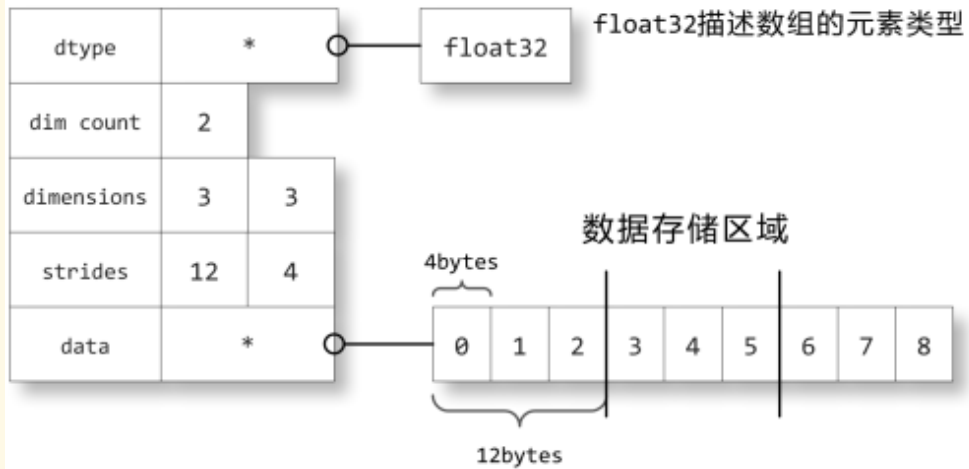 dtype * float32 float32描述数组的元素类型
dim count 2
dimensions 3 3
数据存储区域
strides 12 4 4bytes
data * 0 1 2 3 4 5 6 7 8
12bytes